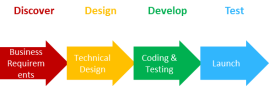 Discover Design Develop Test
Business
Requirem
ents
Technical
Design
Coding &
Testing
Launch